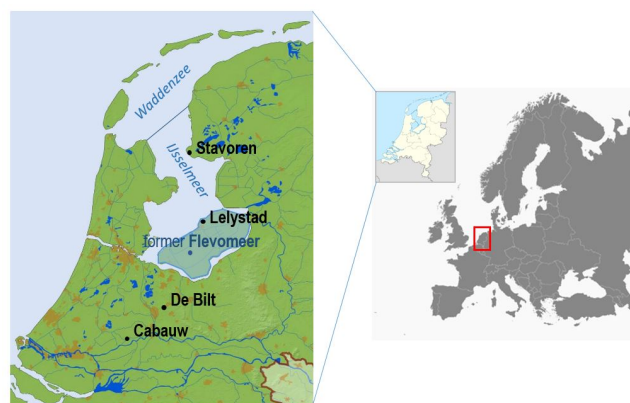 Waddenzee
IJsselmeer
Stavoren
Lelystad
former Flevomeer
De Bilt
Cabauw